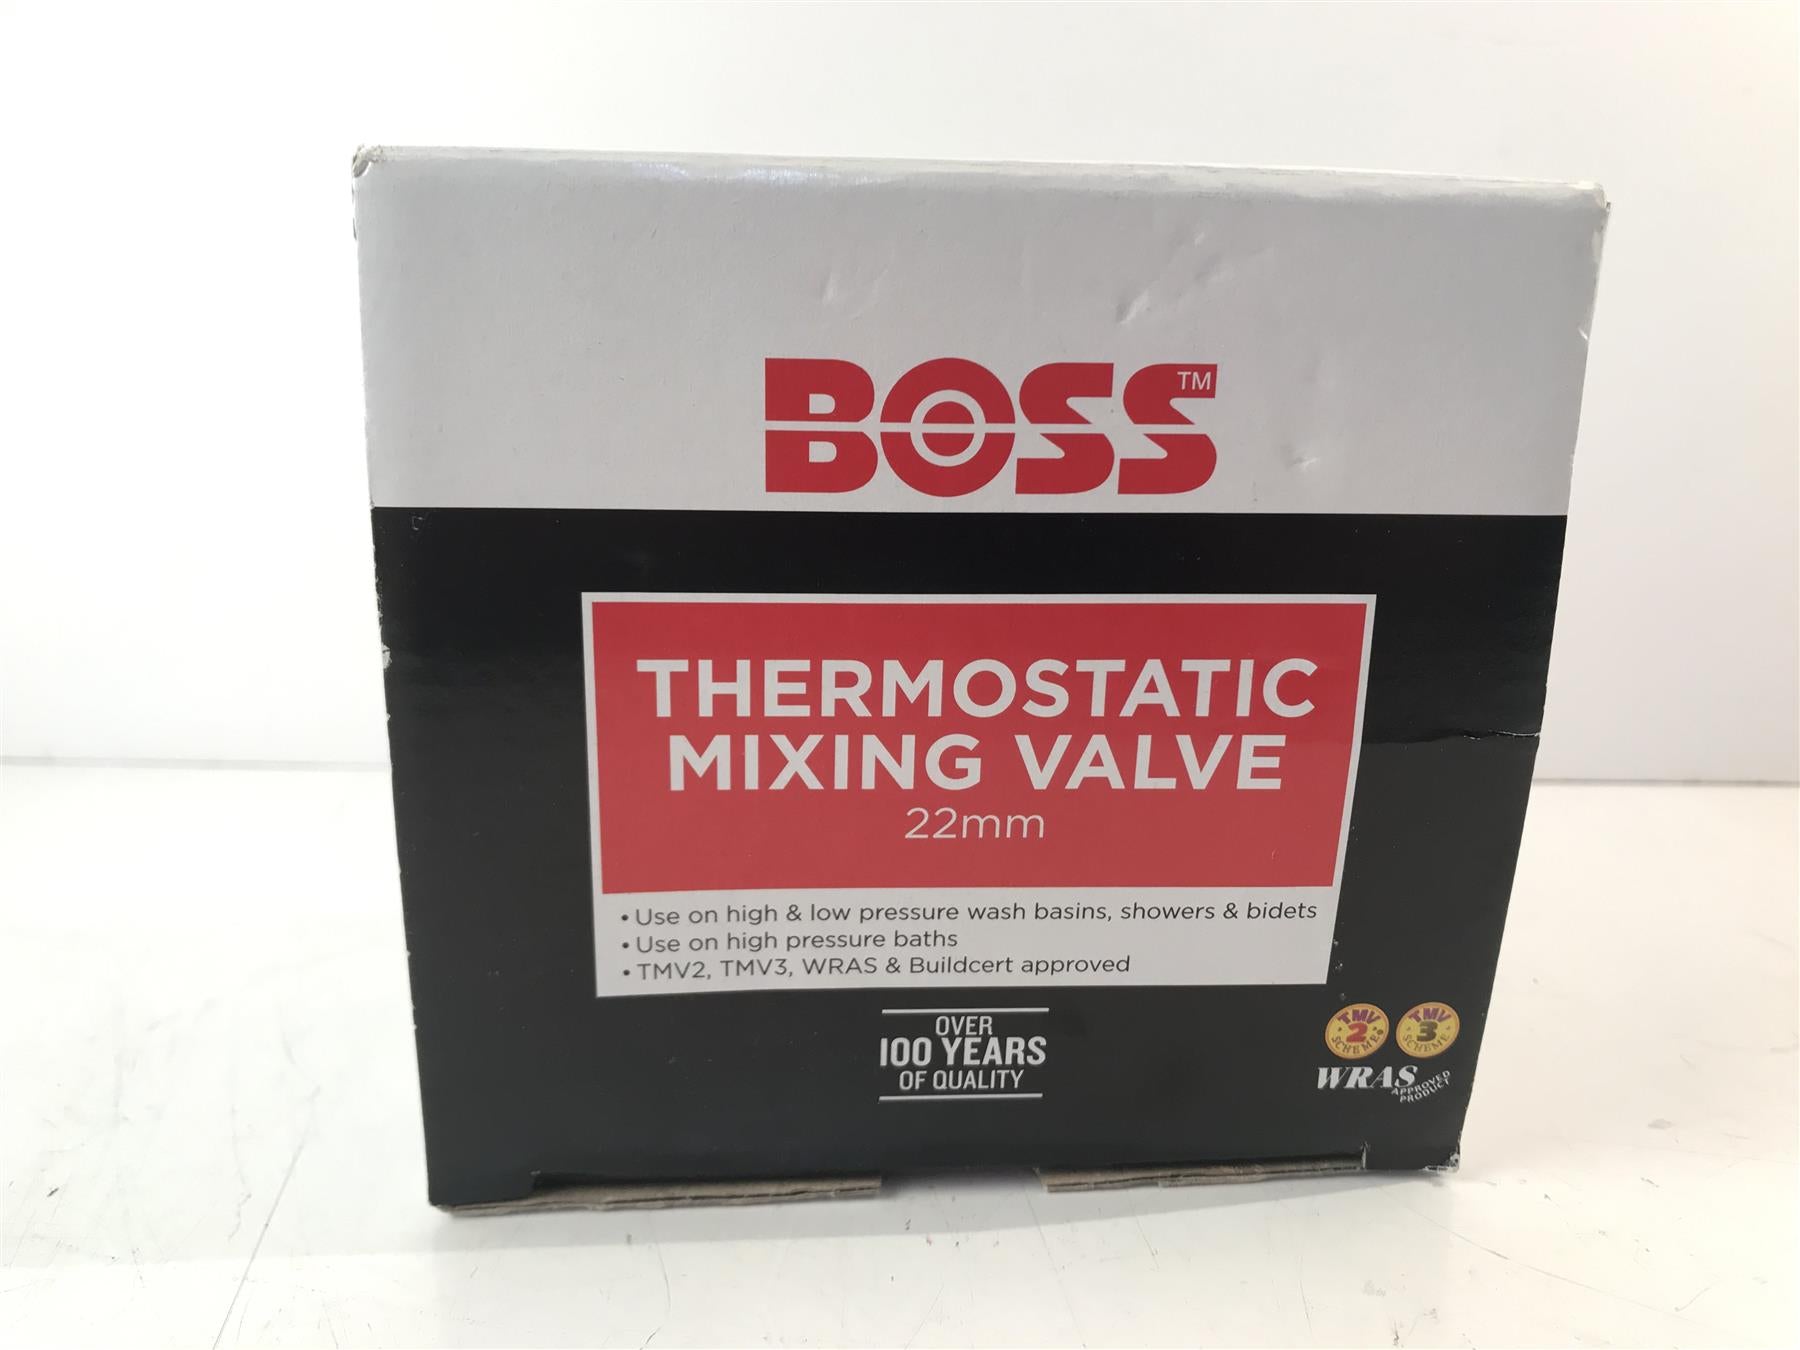 BOSS™
THERMOSTATIC
MIXING VALVE
22mm
• Use on high & low pressure wash basins, showers & bidets
• Use on high pressure baths
• TMV2, TMV3, WRAS & Buildcert approved
OVER
100 YEARS
OF QUALITY
TMV
2
SCHEME
TMV
3
SCHEME
WRAS
APPROVED
PRODUCT